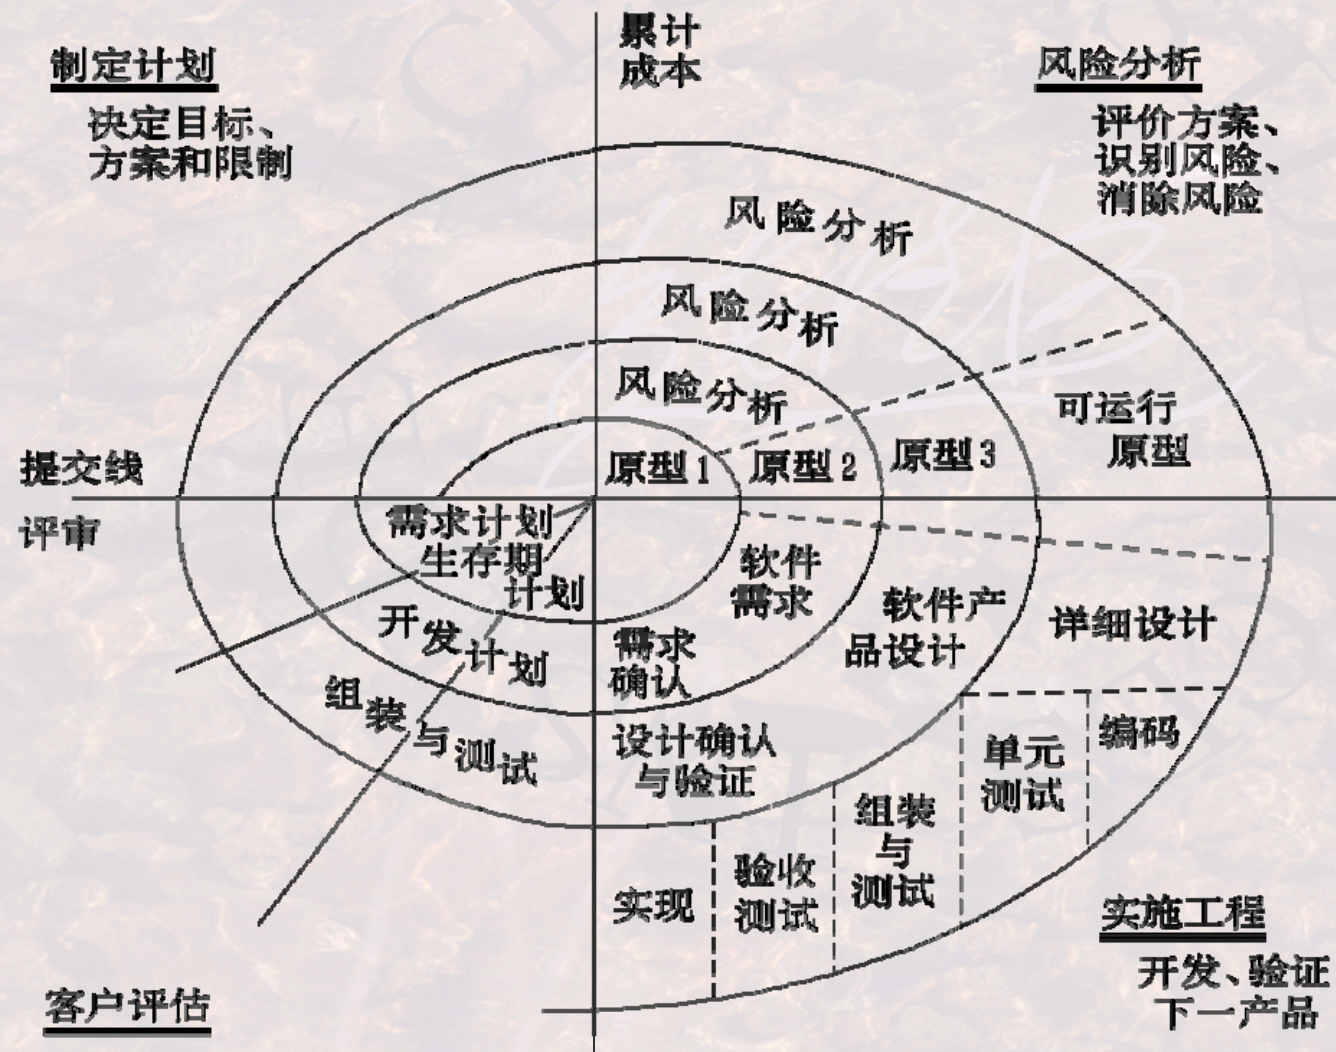 累计
成本
制定计划
决定目标、
方案和限制
风险分析
评价方案、
识别风险、
消除风险
风险分析
风险分析
风险分析
可运行
原型
原型1
原型2
原型3
提交线
评审
需求计划
生存期
计划
开发计划
组装与测试
软件
需求
需求
确认
软件产
品设计
详细设计
设计确认
与验证
单元
测试
编码
组装
与
测试
验收
测试
实现
实施工程
开发、验证
下一产品
客户评估